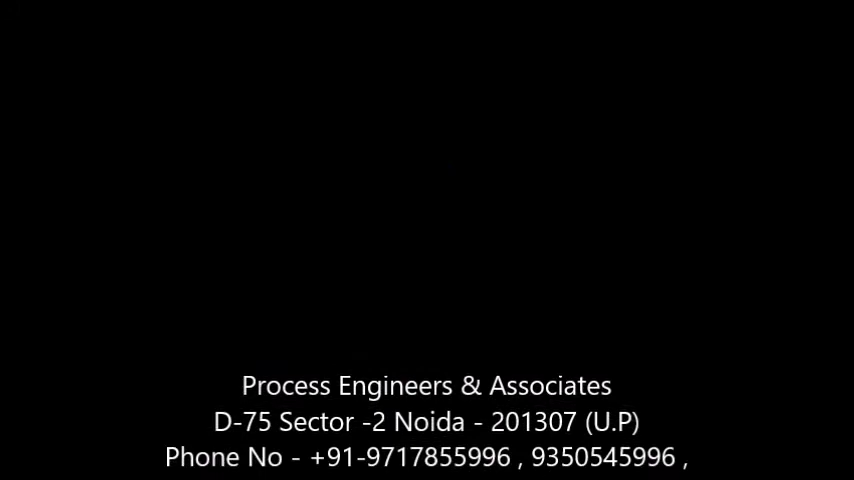 Process Engineers & Associates
D-75 Sector -2 Noida - 201307 (U.P)
Phone No - +91-9717855996 , 9350545996 ,